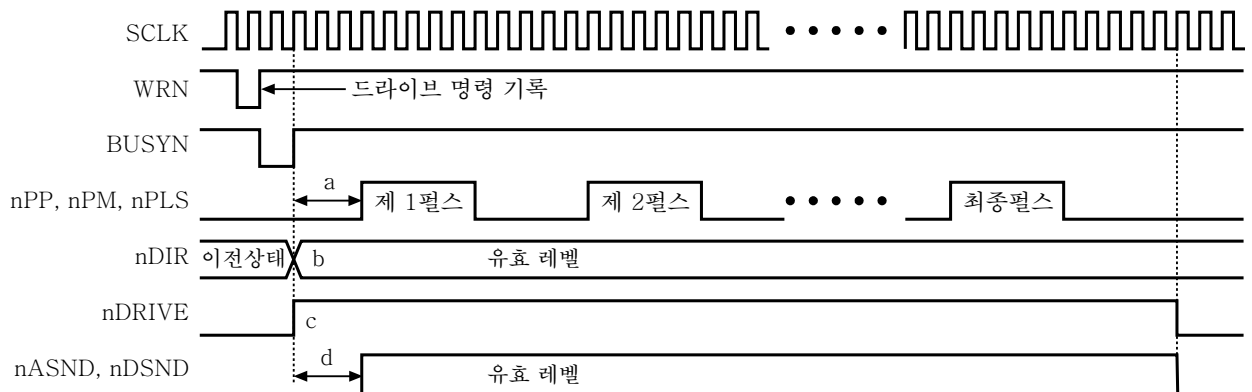 SCLK
WRN
드라이브 명령 기록
BUSYN
a
nPP, nPM, nPLS
제 1펄스
제 2펄스
최종펄스
nDIR
이전상태
b
유효 레벨
nDRIVE
c
nASND, nDSND
d
유효 레벨